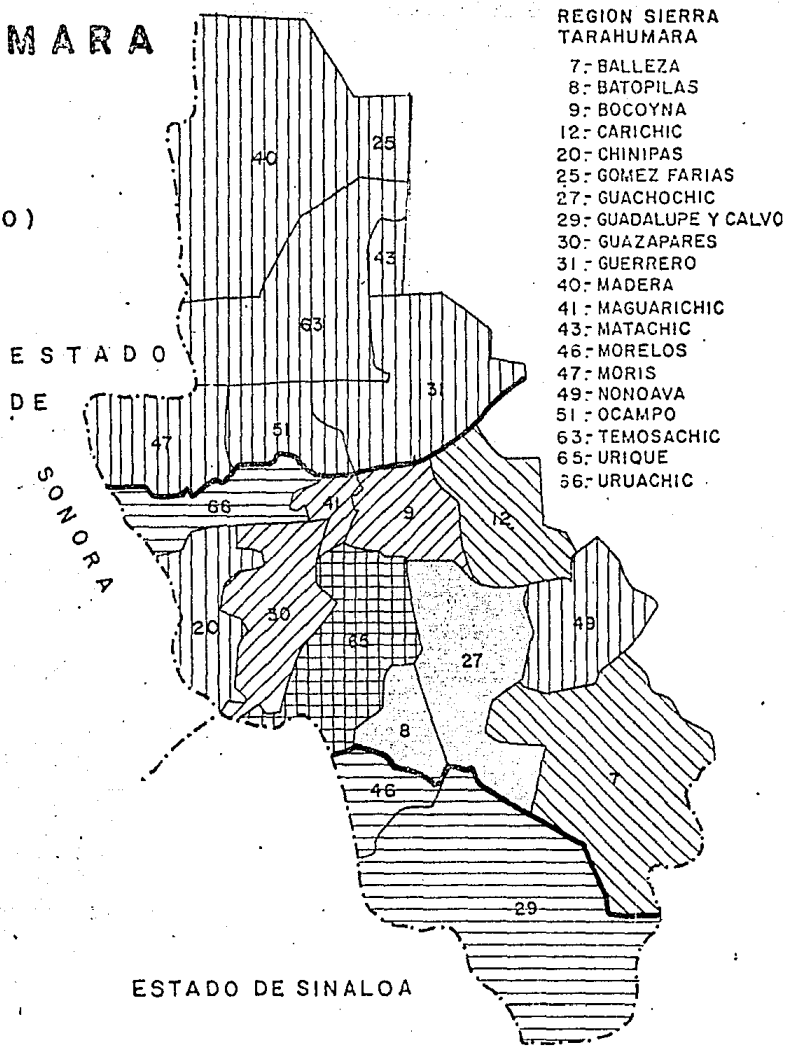 MARA
O)
ESTADO
DE
SONORA
ESTADO DE SINALOA
REGION SIERRA
TARAHUMARA
7.- BALLEZA
8.- BATOPILAS
9.- BOCOYNA
12.- CARICHIC
20.- CHINIPAS
25.- GOMEZ FARIAS
27.- GUACHOCHIC
29.- GUADALUPE Y CALVO
30.- GUAZAPARES
31.- GUERRERO
40.- MADERA
41.- MAGUARICHIC
43.- MATACHIC
46.- MORELOS
47.- MORIS
49.- NONOAVA
51.- OCAMPO
63.- TEMOSACHIC
65.- URIQUE
66.- URUACHIC
40
25
43
63
31
47
51
66
41
9
12
20
30
65
27
49
8
7
46
29